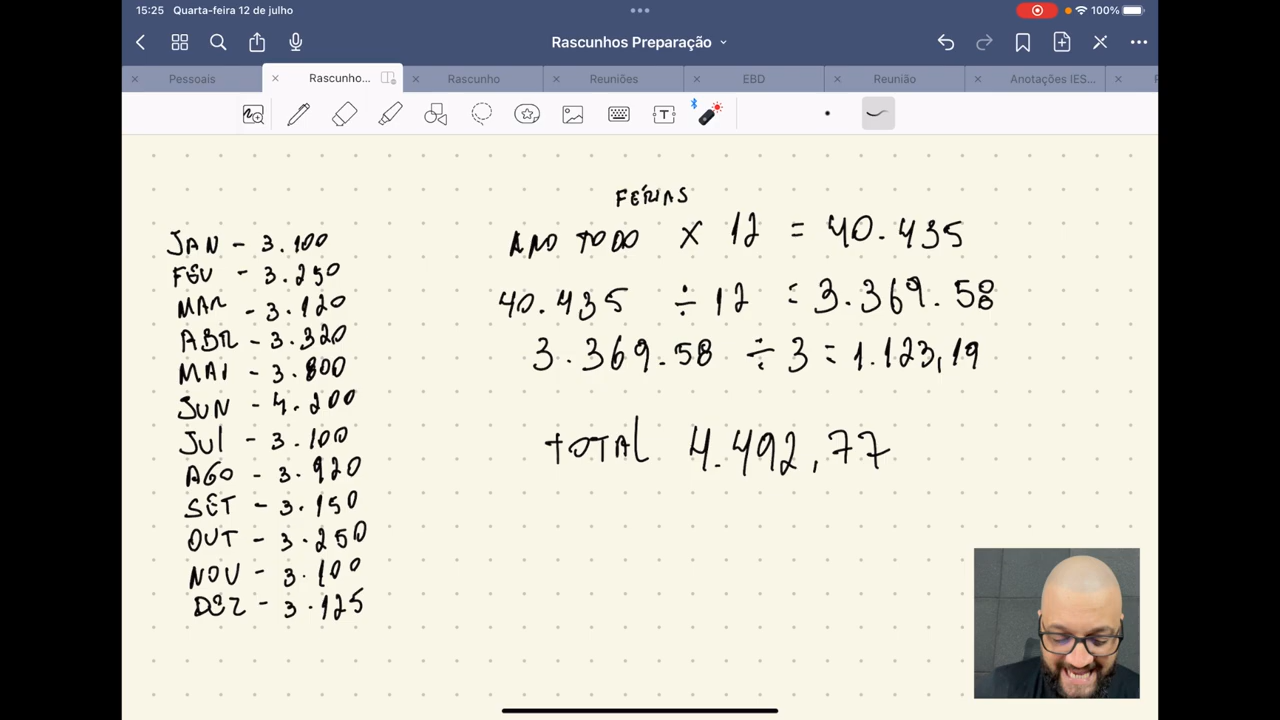 15:25 Quarta-feira 12 de julho
100%
Rascunhos Preparação
Pessoais
Rascunho...
Rascunho
Reuniões
EBD
Reunião
Anotações IES...
FÉRIAS
ANO TODO X 12 = 40.435
40.435 ÷ 12 = 3.369.58
3.369.58 ÷ 3 = 1.123,19
TOTAL 4.492,77
JAN - 3.100
FEV - 3.250
MAR - 3.120
ABR - 3.320
MAI - 3.800
JUN - 4.200
JUL - 3.100
AGO - 3.920
SET - 3.150
OUT - 3.250
NOV - 3.100
DEZ - 3.125